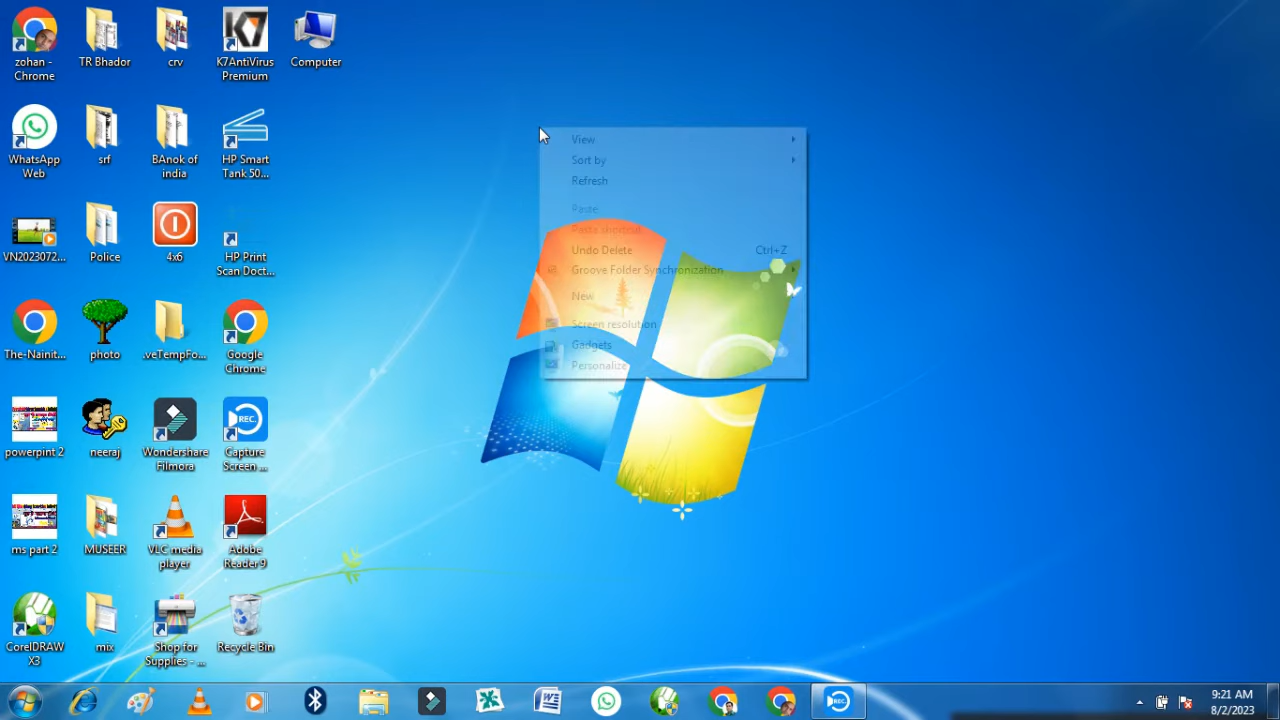 zohan -
Chrome
TR Bhador
crv
K7
K7AntiVirus
Premium
Computer
WhatsApp
Web
srf
BAnok of
india
HP Smart
Tank 50...
VN2023072...
Police
4x6
HP Print
Scan Doct...
The-Nainit...
photo
.veTempFo...
Google
Chrome
powerpint 2
neeraj
Wondershare
Filmora
REC.
Capture
Screen ...
ms part 2
MUSEER
VLC media
player
Adobe
Reader 9
CorelDRAW
X3
mix
Shop for
Supplies - ...
Recycle Bin
View
Sort by
Refresh
Paste
Paste shortcut
Undo Delete Ctrl+Z
Groove Folder Synchronization
New
Screen resolution
Gadgets
Personalize
REC.
9:21 AM
8/2/2023